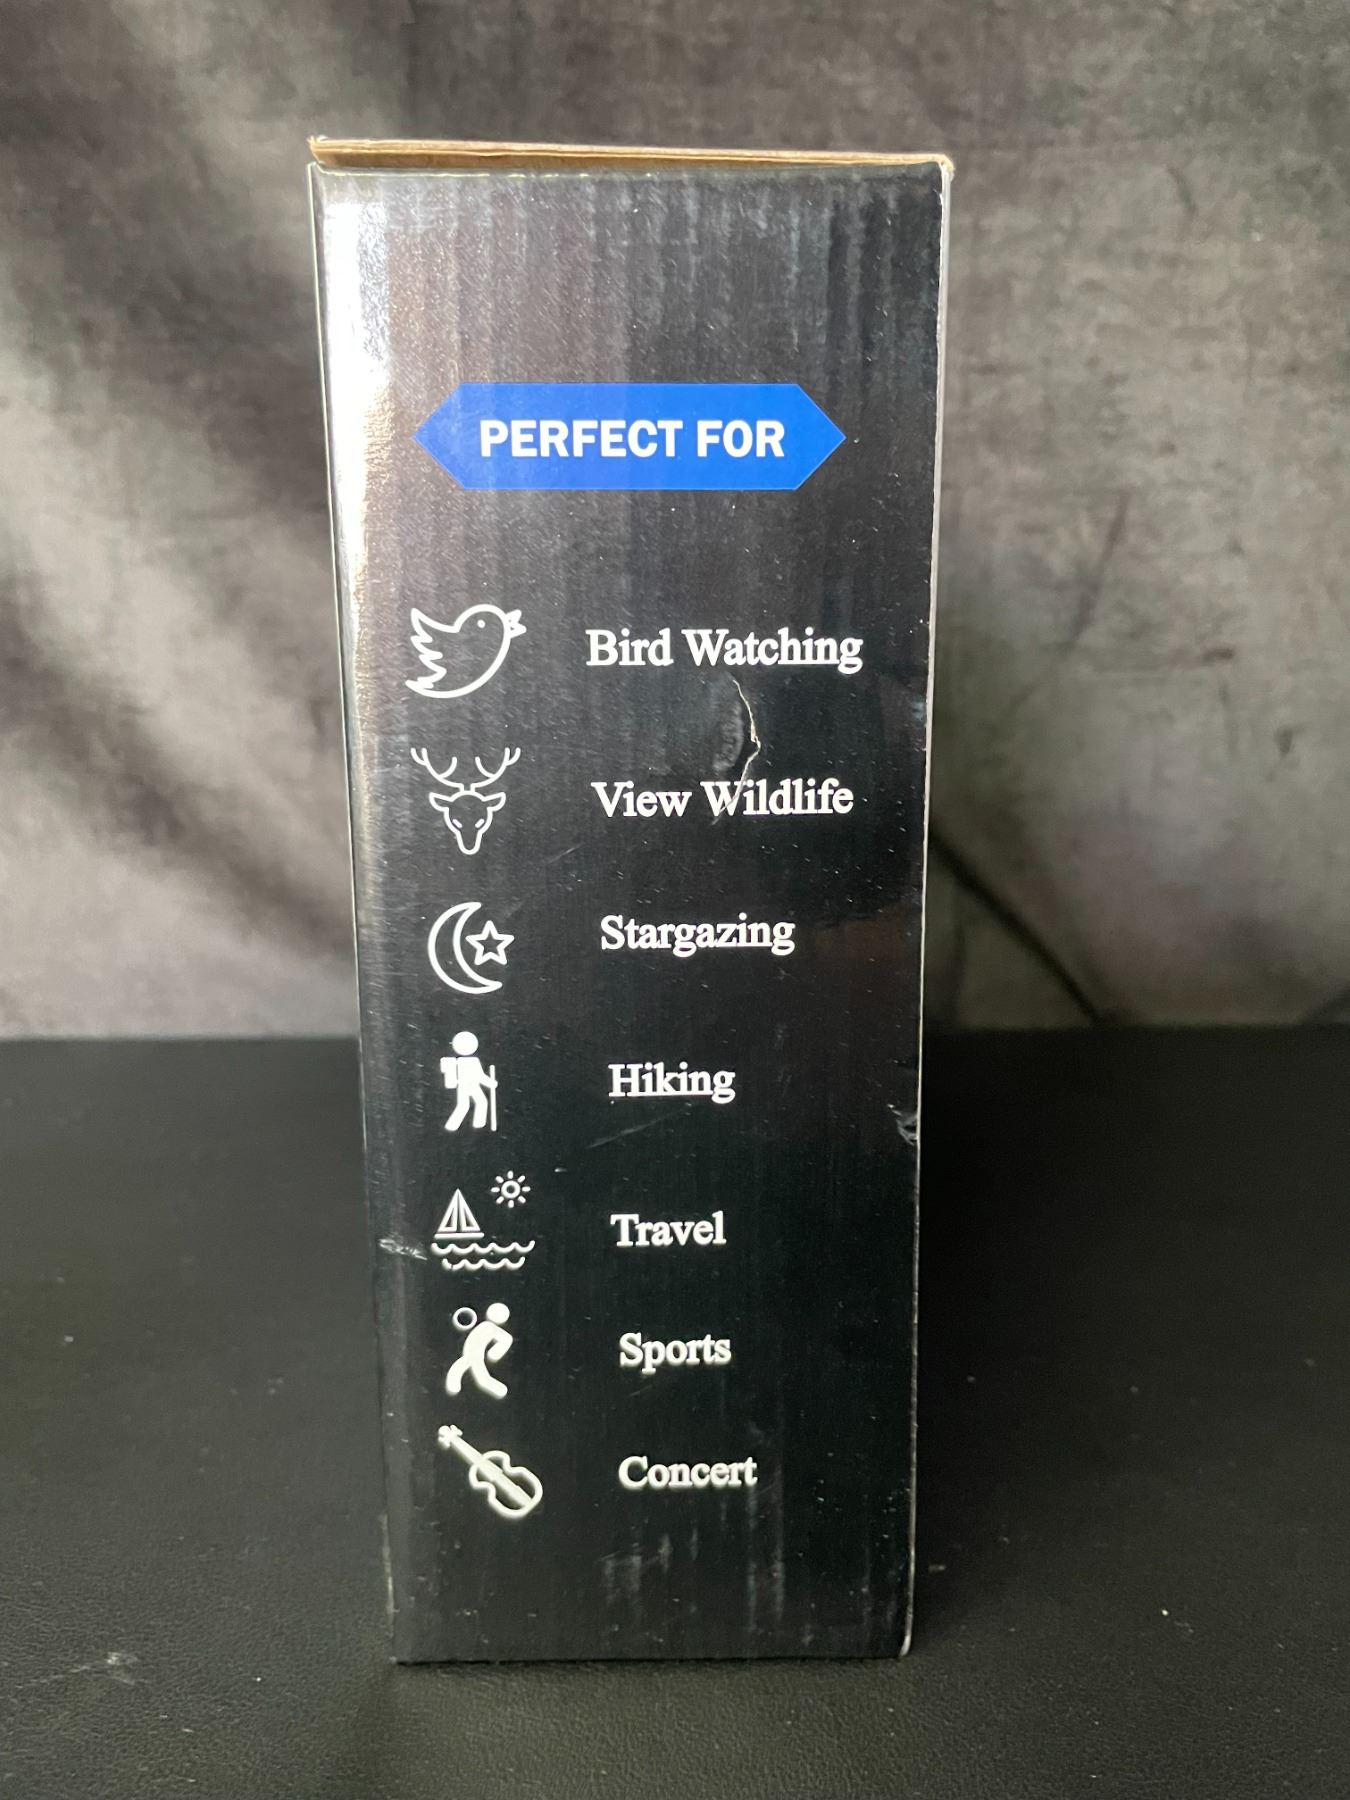 PERFECT FOR
Bird Watching
View Wildlife
Stargazing
Hiking
Travel
Sports
Concert